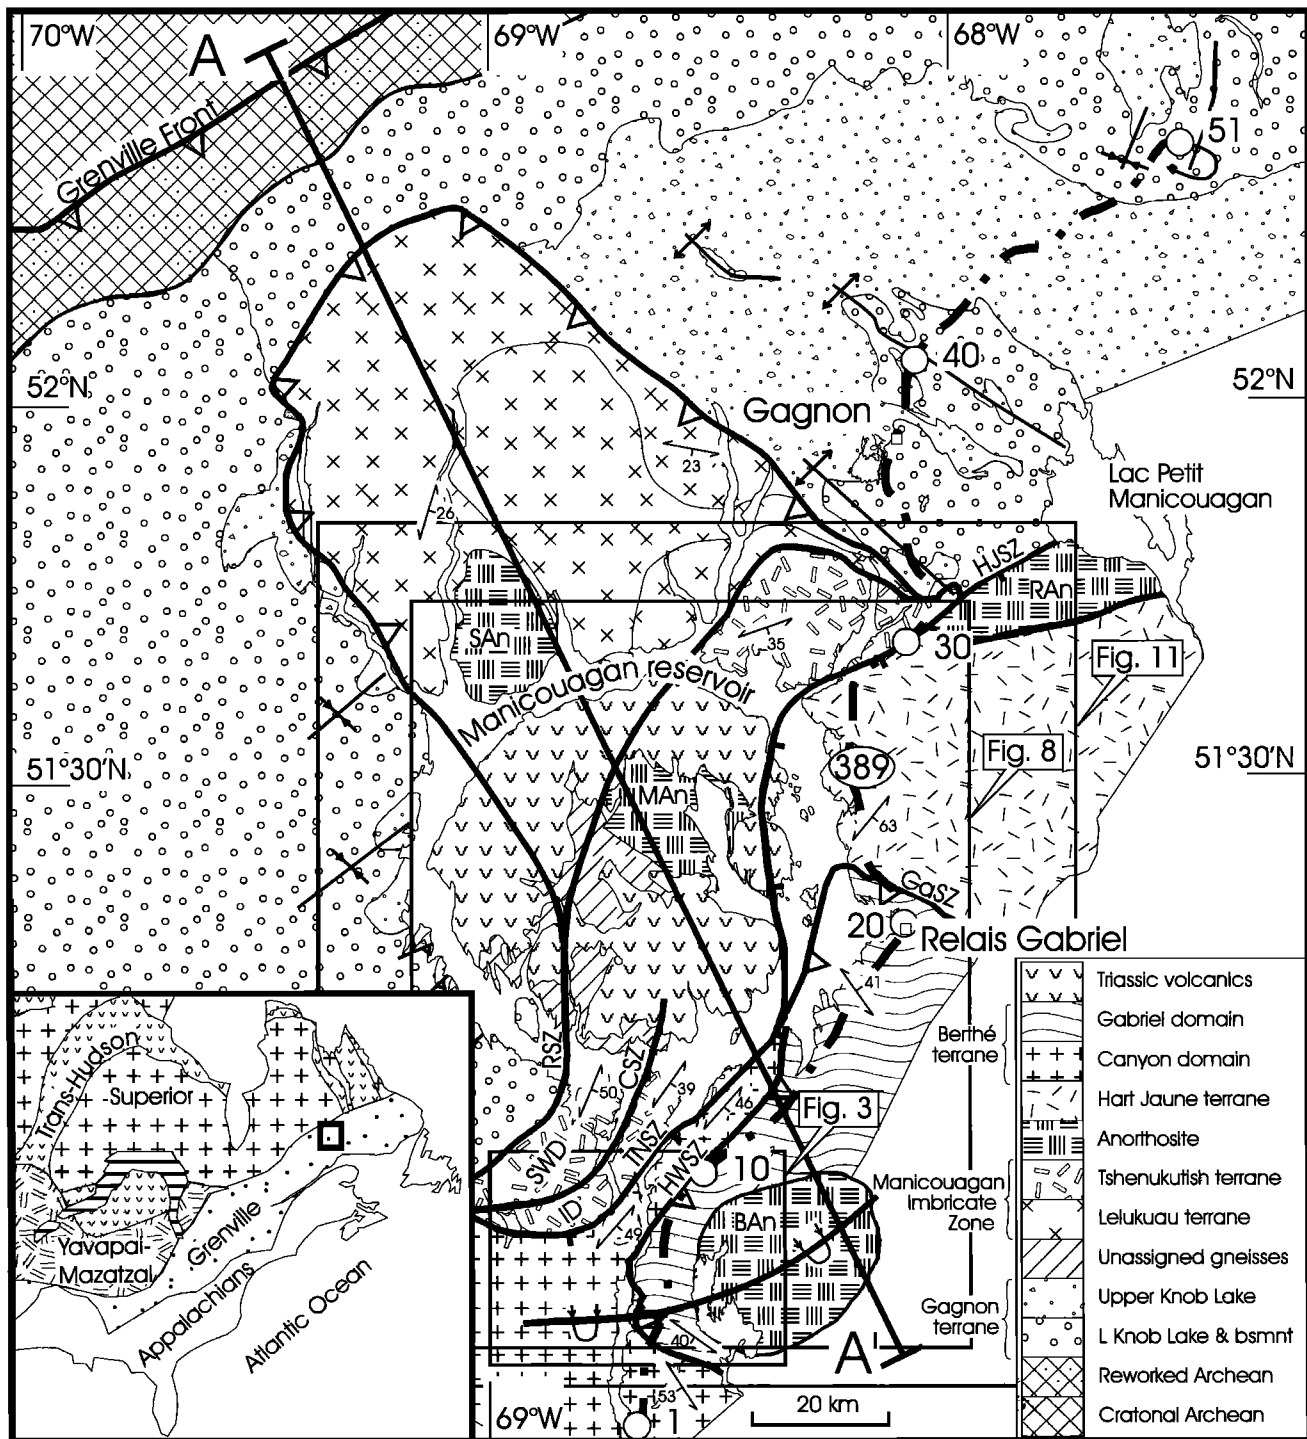 70°W
69°W
68°W
A
Grenville Front
51
40
52°N
52°N
Gagnon
Lac Petit
Manicouagan
23
26
HJSZ
RAn
SAn
35
30
Fig. 11
Manicouagan reservoir
Fig. 8
51°30'N
51°30'N
389
MAn
63
GaSZ
20
Relais Gabriel
41
RSZ
CSZ
50
39
46
TNSZ
Fig. 3
SWD
HWSZ
10
ID
49
BAn
40
A'
53
69°W
1
20 km
Trans-Hudson
Superior
Yavapai-
Mazatzal
Grenville
Appalachians
Atlantic Ocean
Triassic volcanics
Berthé
terrane
Gabriel domain
Canyon domain
Hart Jaune terrane
Anorthosite
Manicouagan
Imbricate
Zone
Tshenukutish terrane
Lelukuau terrane
Unassigned gneisses
Gagnon
terrane
Upper Knob Lake
L Knob Lake & bsmnt
Reworked Archean
Cratonal Archean